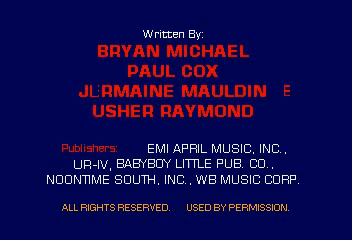 Written By:
BRYAN MICHAEL
PAUL COX
JERMAINE MAULDIN E
USHER RAYMOND
Publishers: EMI APRIL MUSIC, INC.,
UR-IV, BABYBOY LITTLE PUB. CO.,
NOONTIME SOUTH, INC., WB MUSIC CORP.
ALL RIGHTS RESERVED. USED BY PERMISSION.